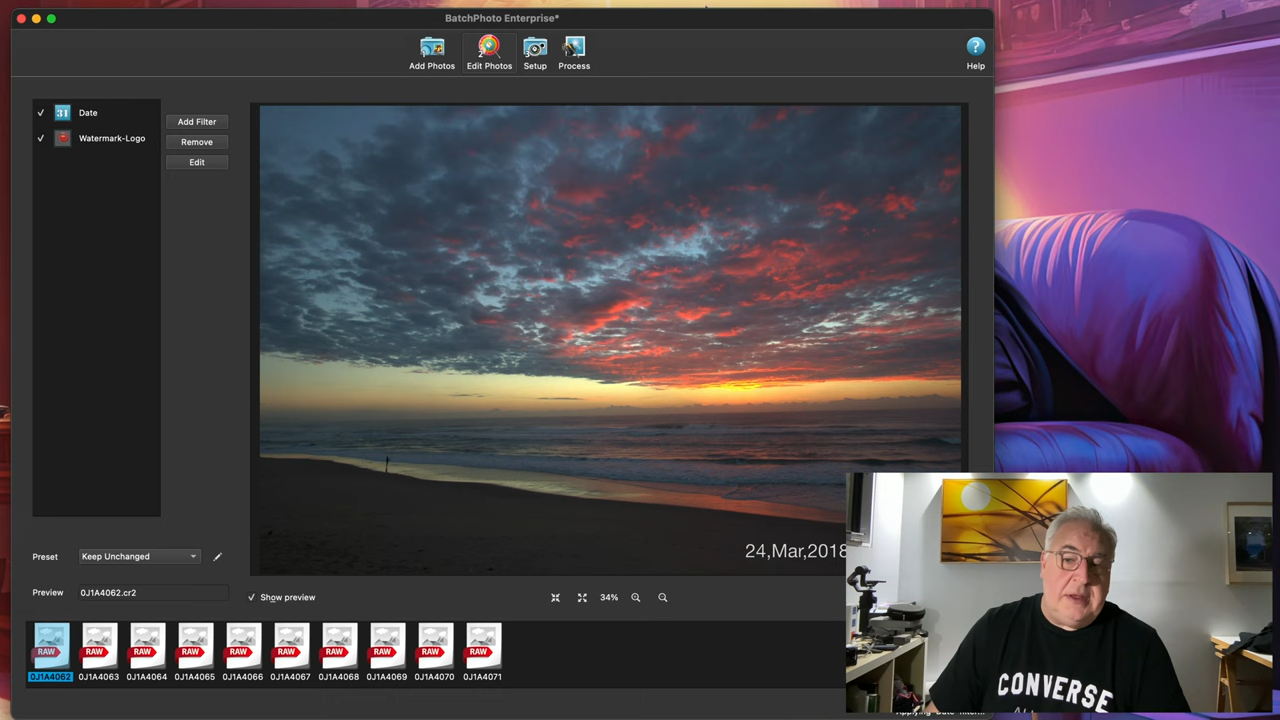 BatchPhoto Enterprise*
Add Photos
Edit Photos
Setup
Process
Help
31 Date
Watermark-Logo
Add Filter
Remove
Edit
24,Mar,2018
Preset
Keep Unchanged
Preview
0J1A4062.cr2
Show preview
34%
RAW RAW RAW RAW RAW RAW RAW RAW RAW RAW
0J1A4062 0J1A4063 0J1A4064 0J1A4065 0J1A4066 0J1A4067 0J1A4068 0J1A4069 0J1A4070 0J1A4071
CONVERSE